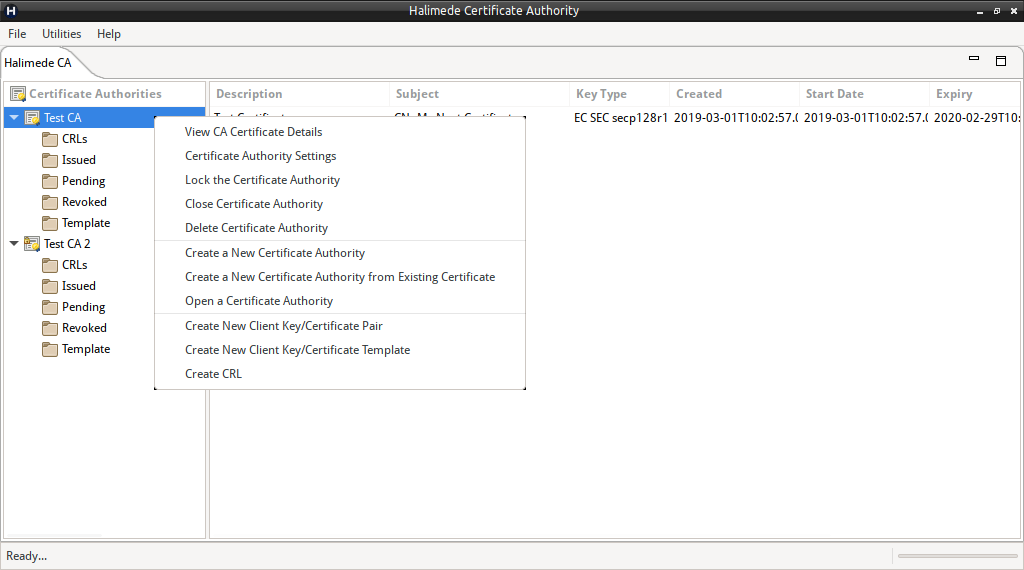 H
Halimede Certificate Authority
File Utilities Help
Halimede CA
Certificate Authorities
Test CA
CRLs
Issued
Pending
Revoked
Template
Test CA 2
CRLs
Issued
Pending
Revoked
Template
Description Subject Key Type Created Start Date Expiry
EC SEC secp128r1 2019-03-01T10:02:57.0 2019-03-01T10:02:57.0 2020-02-29T10:
View CA Certificate Details
Certificate Authority Settings
Lock the Certificate Authority
Close Certificate Authority
Delete Certificate Authority
Create a New Certificate Authority
Create a New Certificate Authority from Existing Certificate
Open a Certificate Authority
Create New Client Key/Certificate Pair
Create New Client Key/Certificate Template
Create CRL
Ready...